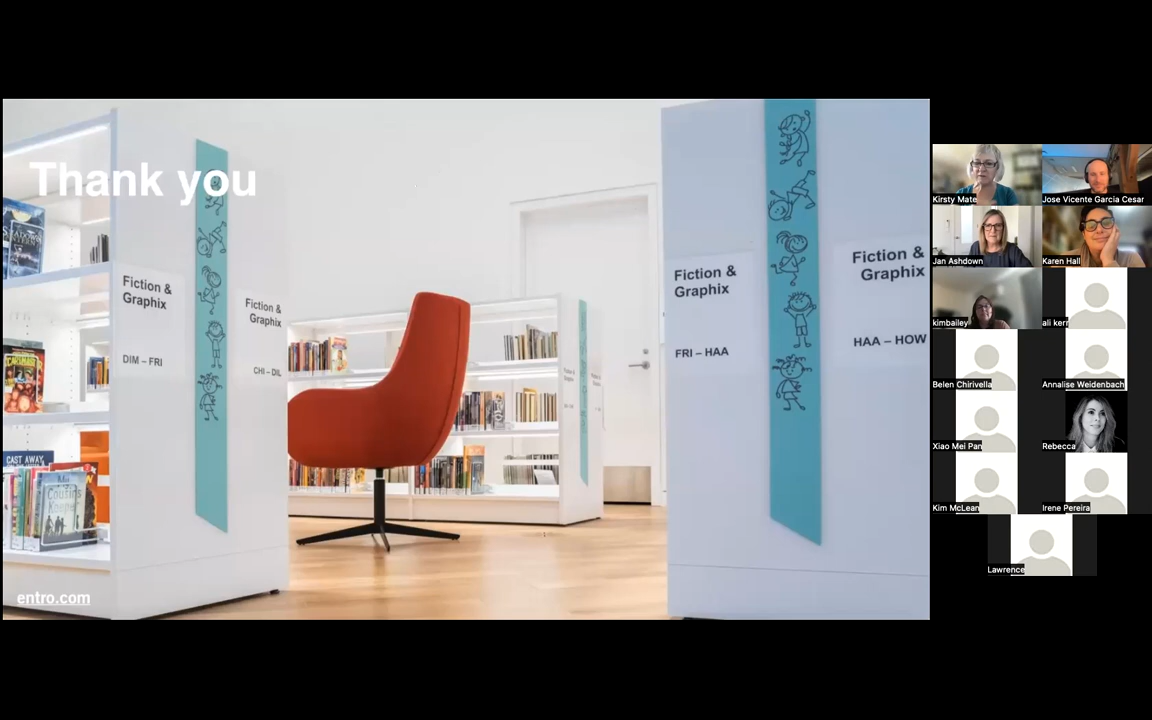 Thank you
Fiction &
Graphix
DIM – FRI
Fiction &
Graphix
CHI – DIL
Fiction &
Graphix
FRI – HAA
Fiction &
Graphix
HAA – HOW
CAST AWAY
Cousins
Keeper
entro.com
Kirsty Mate
Jose Vicente Garcia Cesar
Jan Ashdown
Karen Hall
kimbailey
ali kerr
Belen Chirivella
Annalise Weidenbach
Xiao Mei Pan
Rebecca
Kim McLean
Irene Pereira
Lawrence